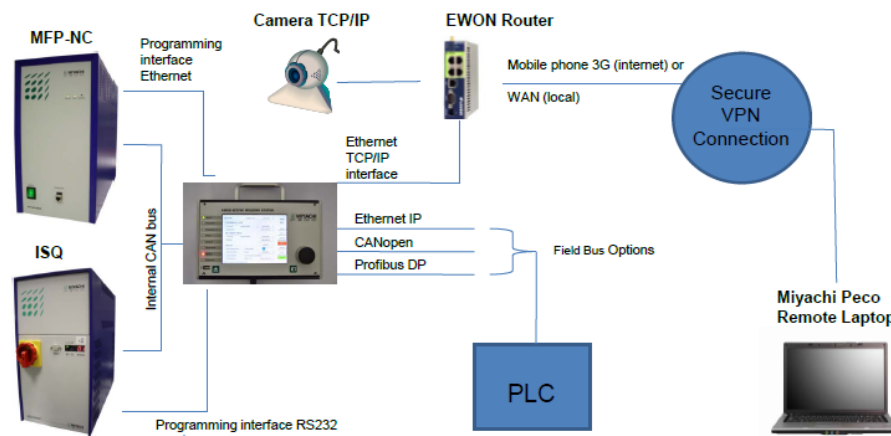 Camera TCP/IP
EWON Router
MFP-NC
Programming
interface
Ethernet
Mobile phone 3G (internet) or
WAN (local)
Secure
VPN
Connection
Ethernet
TCP/IP
interface
Internal CAN bus
Ethernet IP
CANopen
Profibus DP
Field Bus Options
ISQ
Miyachi Peco
Remote Laptop
PLC
Programming interface RS232